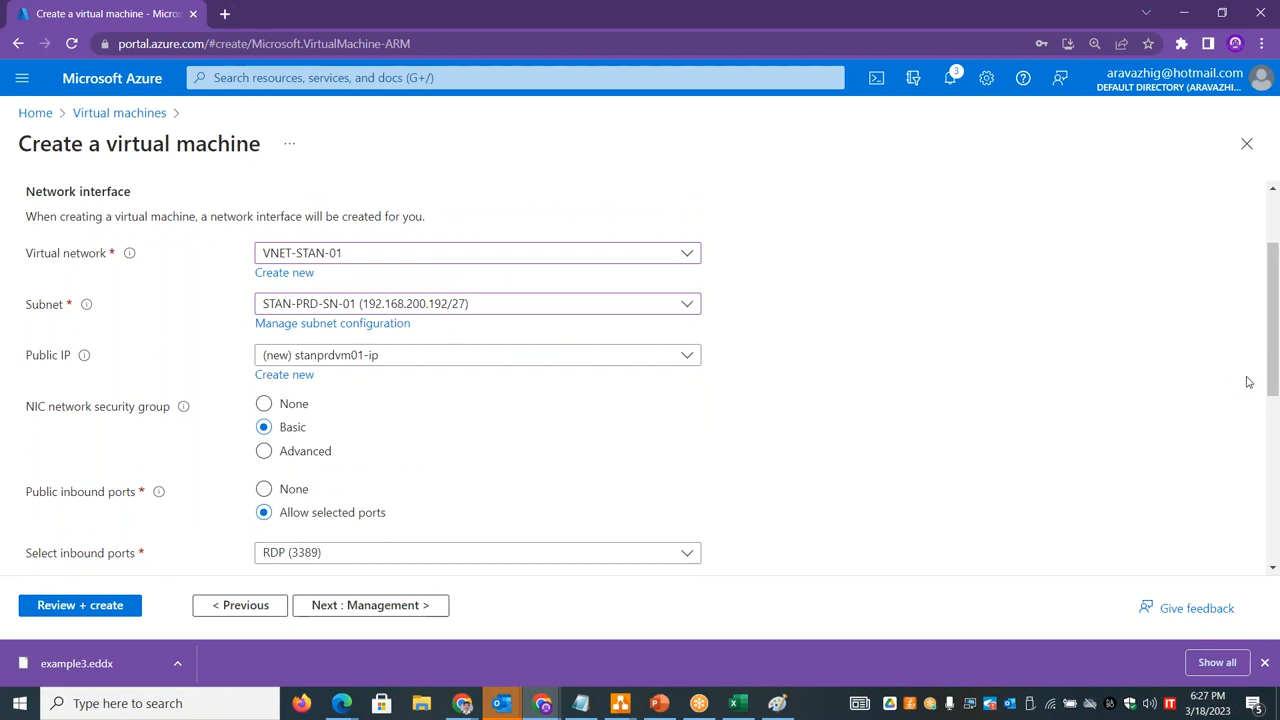 Create a virtual machine - Micros
portal.azure.com/#create/Microsoft.VirtualMachine-ARM
Microsoft Azure
Search resources, services, and docs (G+/)
3
aravazhig@hotmail.com
DEFAULT DIRECTORY (ARAVAZHI...
Home > Virtual machines >
Create a virtual machine ...
Network interface
When creating a virtual machine, a network interface will be created for you.
Virtual network *
VNET-STAN-01
Create new
Subnet *
STAN-PRD-SN-01 (192.168.200.192/27)
Manage subnet configuration
Public IP
(new) stanprdvm01-ip
Create new
NIC network security group
None
Basic
Advanced
Public inbound ports *
None
Allow selected ports
Select inbound ports *
RDP (3389)
Review + create
< Previous
Next : Management >
Give feedback
example3.eddx
Show all
Type here to search
IT
6:27 PM
3/18/2023
5